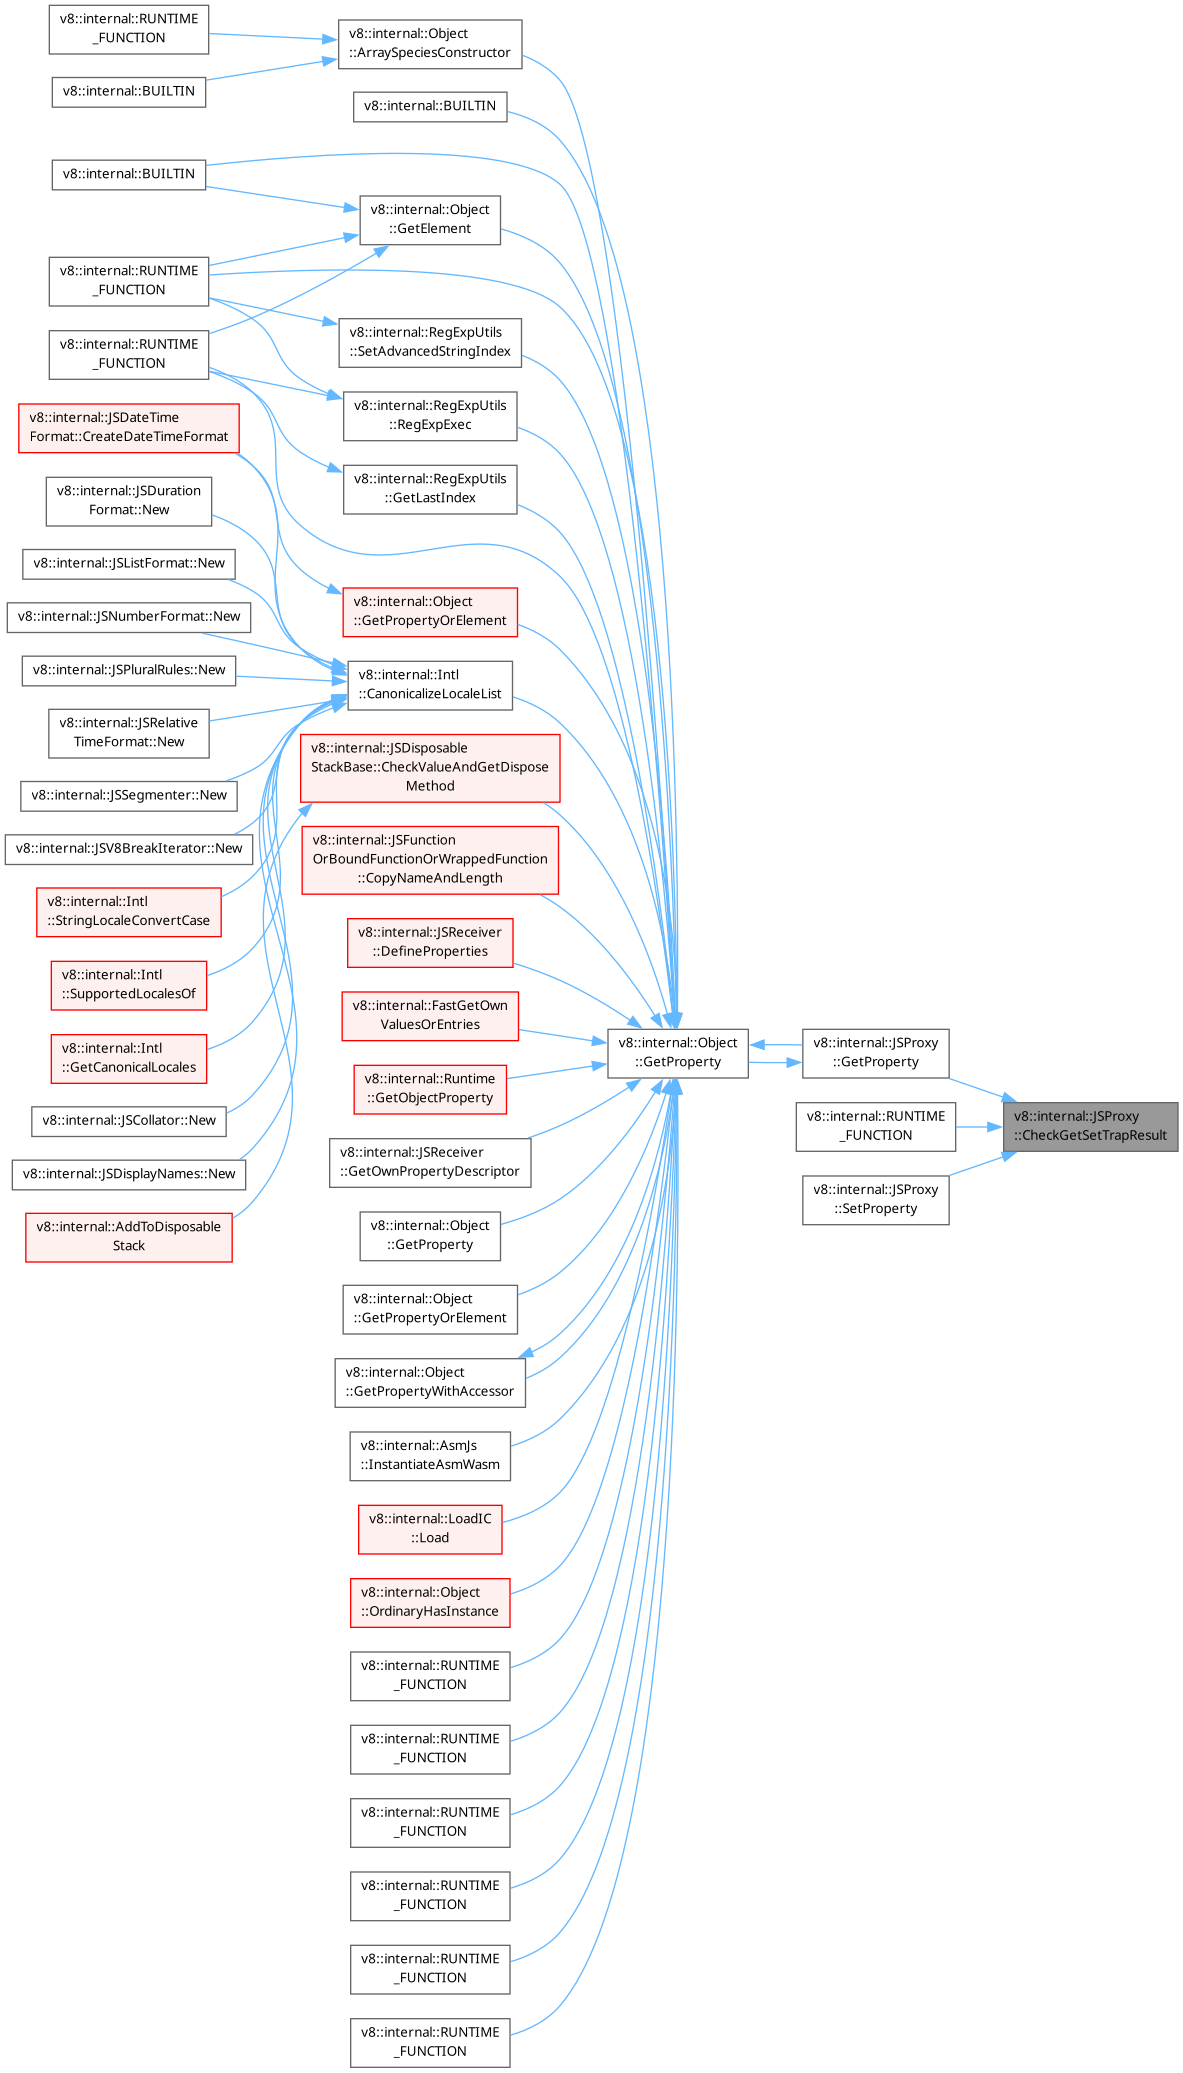 v8::internal::RUNTIME
_FUNCTION
v8::internal::BUILTIN
v8::internal::BUILTIN
v8::internal::RUNTIME
_FUNCTION
v8::internal::RUNTIME
_FUNCTION
v8::internal::JSDateTime
Format::CreateDateTimeFormat
v8::internal::JSDuration
Format::New
v8::internal::JSListFormat::New
v8::internal::JSNumberFormat::New
v8::internal::JSPluralRules::New
v8::internal::JSRelative
TimeFormat::New
v8::internal::JSSegmenter::New
v8::internal::JSV8BreakIterator::New
v8::internal::Intl
::StringLocaleConvertCase
v8::internal::Intl
::SupportedLocalesOf
v8::internal::Intl
::GetCanonicalLocales
v8::internal::JSCollator::New
v8::internal::JSDisplayNames::New
v8::internal::AddToDisposable
Stack
v8::internal::Object
::ArraySpeciesConstructor
v8::internal::BUILTIN
v8::internal::Object
::GetElement
v8::internal::RegExpUtils
::SetAdvancedStringIndex
v8::internal::RegExpUtils
::RegExpExec
v8::internal::RegExpUtils
::GetLastIndex
v8::internal::Object
::GetPropertyOrElement
v8::internal::Intl
::CanonicalizeLocaleList
v8::internal::JSDisposable
StackBase::CheckValueAndGetDispose
Method
v8::internal::JSFunction
OrBoundFunctionOrWrappedFunction
::CopyNameAndLength
v8::internal::JSReceiver
::DefineProperties
v8::internal::FastGetOwn
ValuesOrEntries
v8::internal::Runtime
::GetObjectProperty
v8::internal::JSReceiver
::GetOwnPropertyDescriptor
v8::internal::Object
::GetProperty
v8::internal::Object
::GetPropertyOrElement
v8::internal::Object
::GetPropertyWithAccessor
v8::internal::AsmJs
::InstantiateAsmWasm
v8::internal::LoadIC
::Load
v8::internal::Object
::OrdinaryHasInstance
v8::internal::RUNTIME
_FUNCTION
v8::internal::RUNTIME
_FUNCTION
v8::internal::RUNTIME
_FUNCTION
v8::internal::RUNTIME
_FUNCTION
v8::internal::RUNTIME
_FUNCTION
v8::internal::RUNTIME
_FUNCTION
v8::internal::Object
::GetProperty
v8::internal::JSProxy
::GetProperty
v8::internal::RUNTIME
_FUNCTION
v8::internal::JSProxy
::SetProperty
v8::internal::JSProxy
::CheckGetSetTrapResult